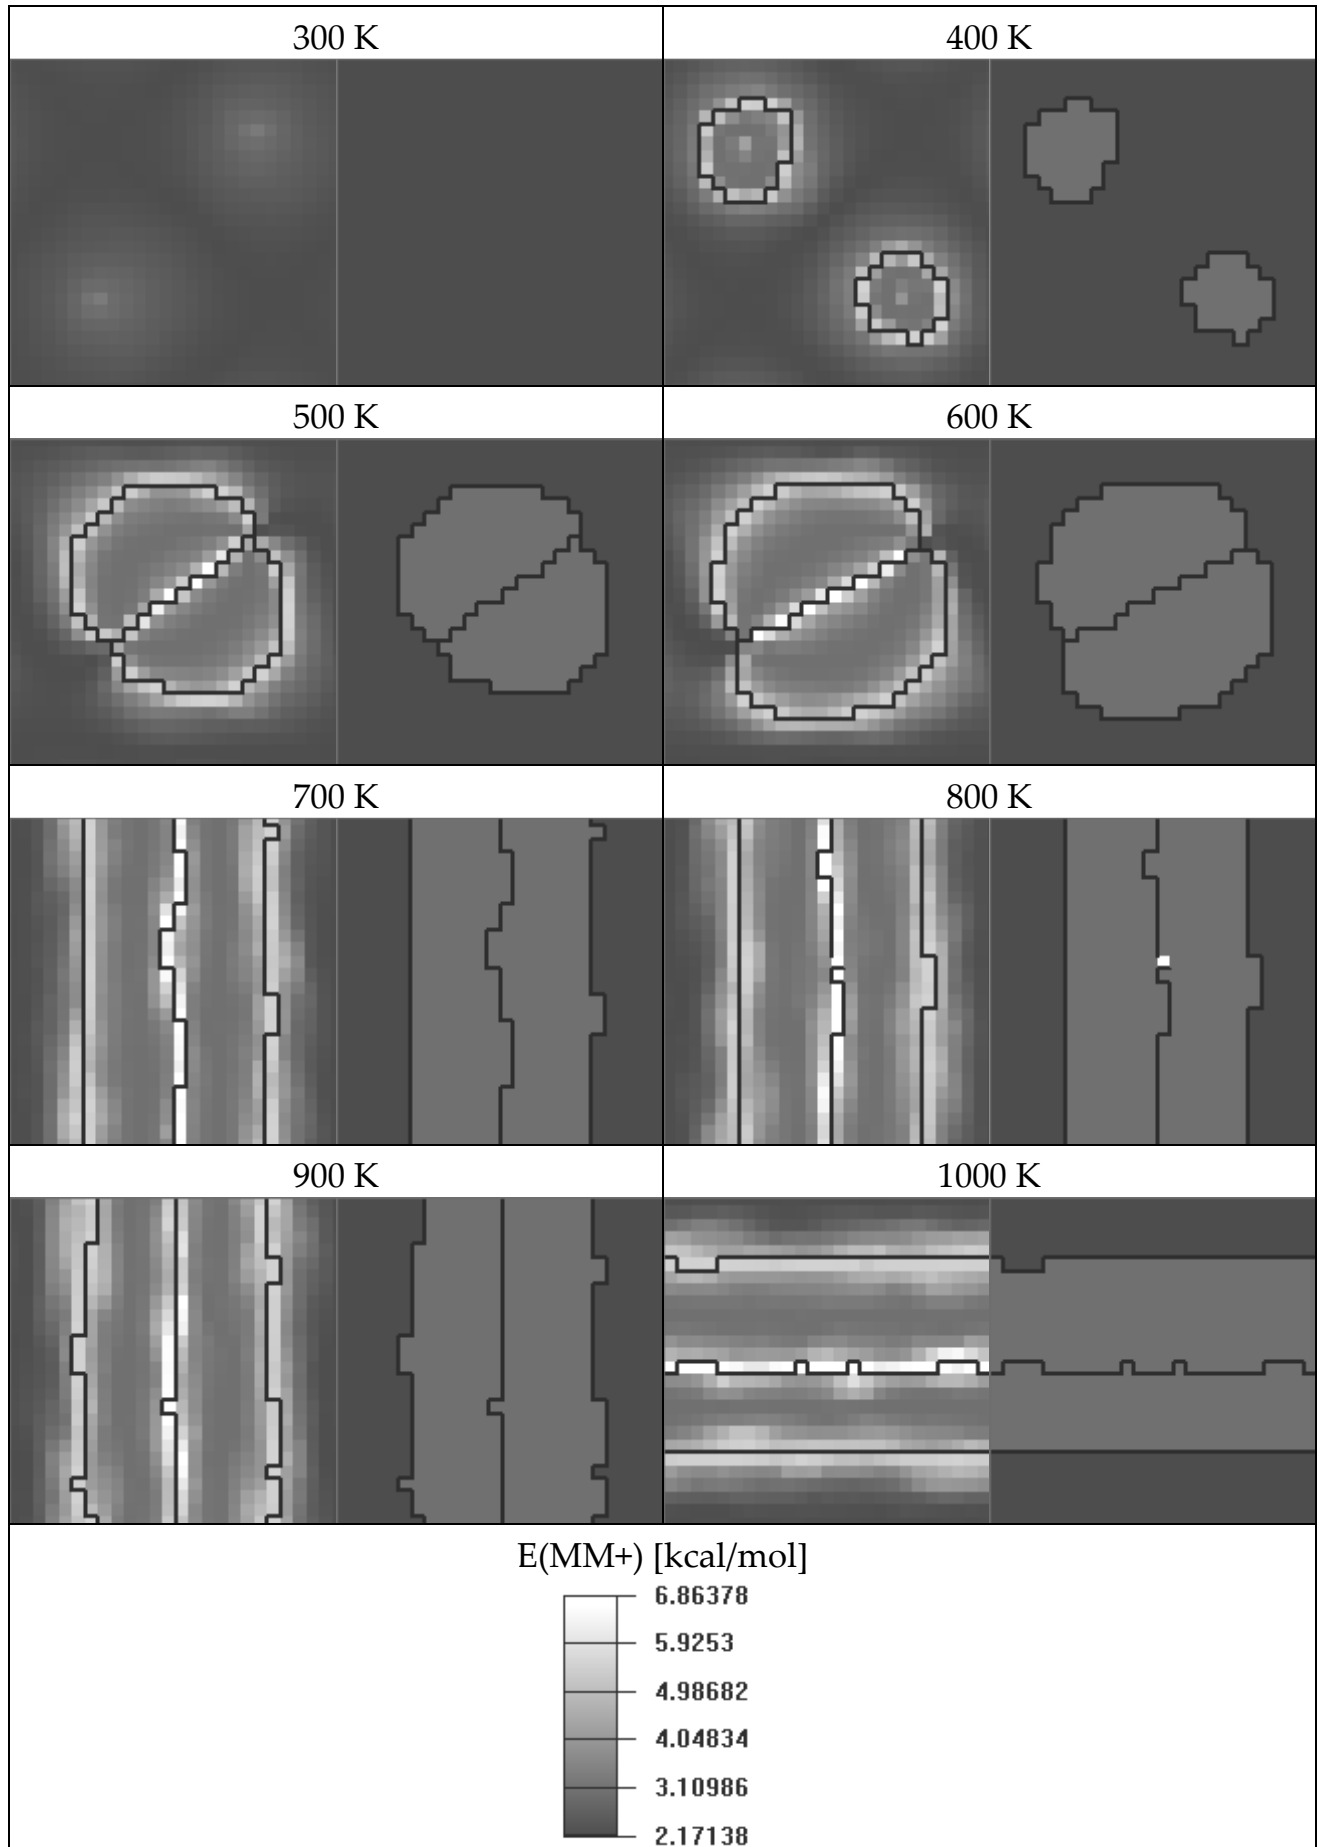 300 K
400 K
500 K
600 K
700 K
800 K
900 K
1000 K
E(MM+) [kcal/mol]
6.86378
5.9253
4.98682
4.04834
3.10986
2.17138